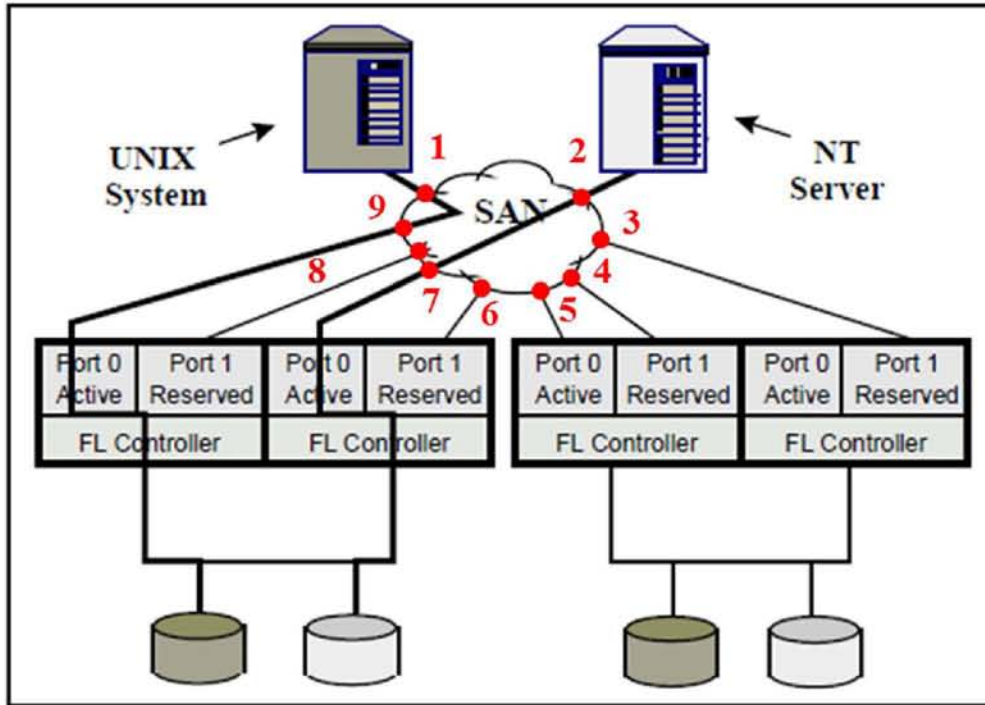 UNIX
System
NT
Server
SAN
1
2
3
4
5
6
7
8
9
Port 0
Active
Port 1
Reserved
Port 0
Active
Port 1
Reserved
Port 0
Active
Port 1
Reserved
Port 0
Active
Port 1
Reserved
FL Controller
FL Controller
FL Controller
FL Controller